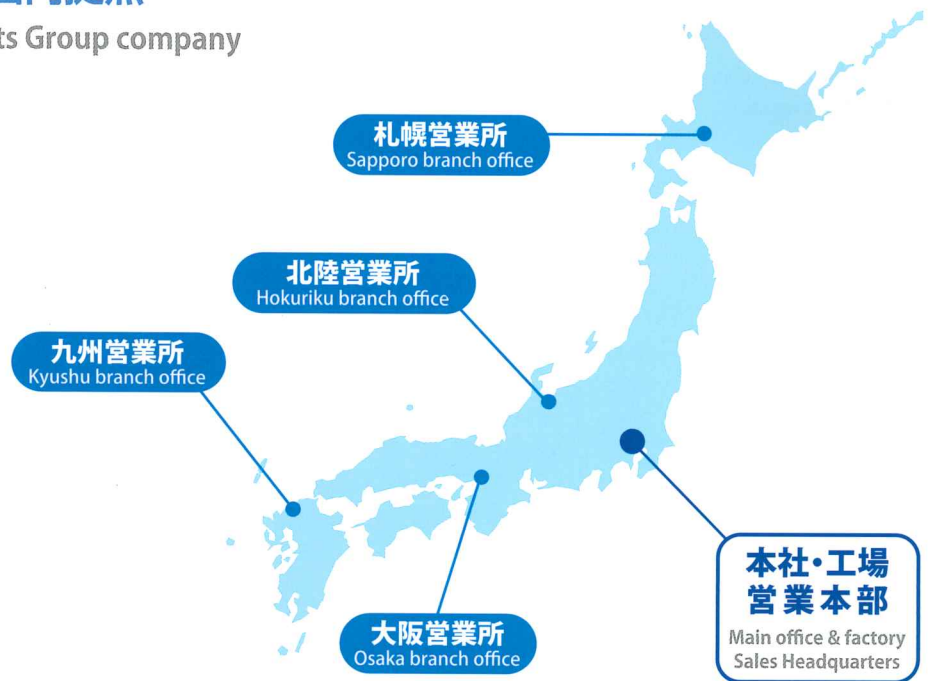 ts Group company
札幌営業所
Sapporo branch office
北陸営業所
Hokuriku branch office
九州営業所
Kyushu branch office
大阪営業所
Osaka branch office
本社・工場
営業本部
Main office & factory
Sales Headquarters